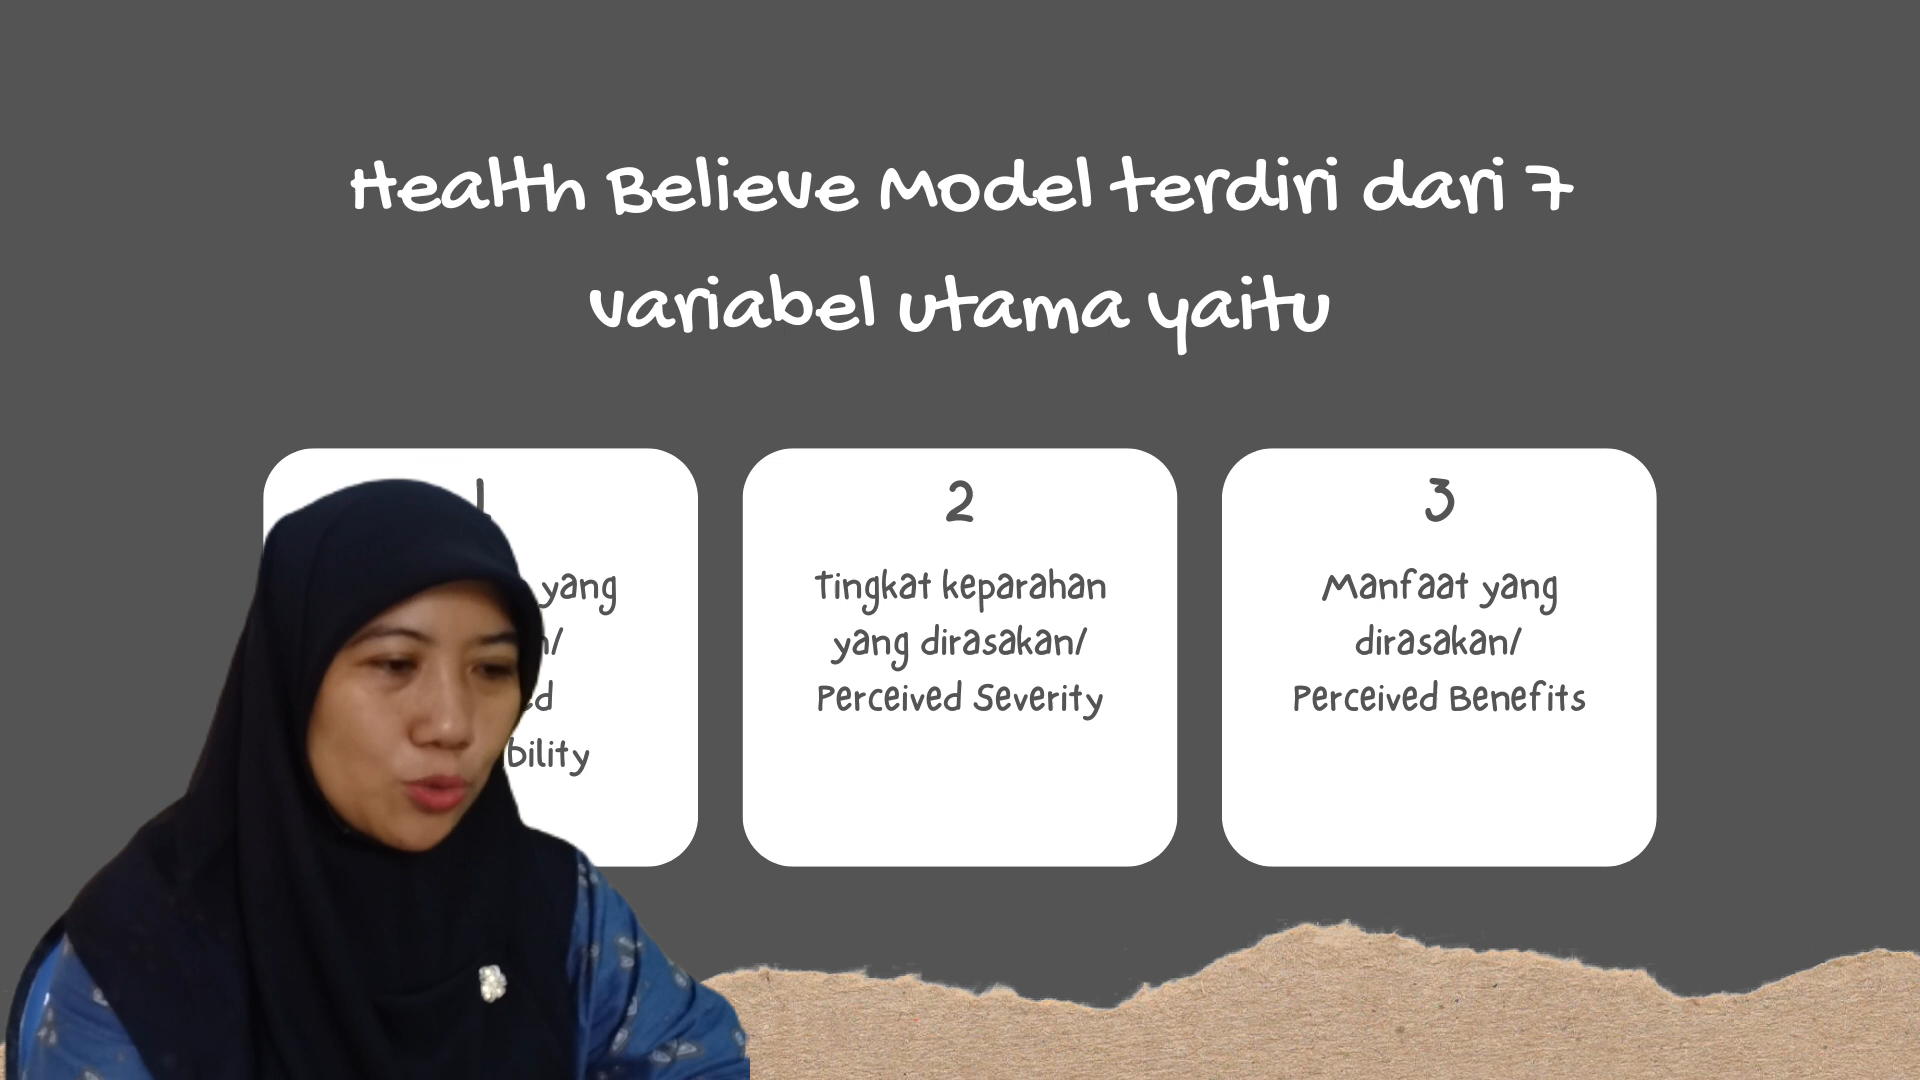 Health Believe Model terdiri dari 7
variabel utama yaitu
1
yang
Tingkat keparahan
yang dirasakan/
Perceived Severity
2
Manfaat yang
dirasakan/
Perceived Benefits
3